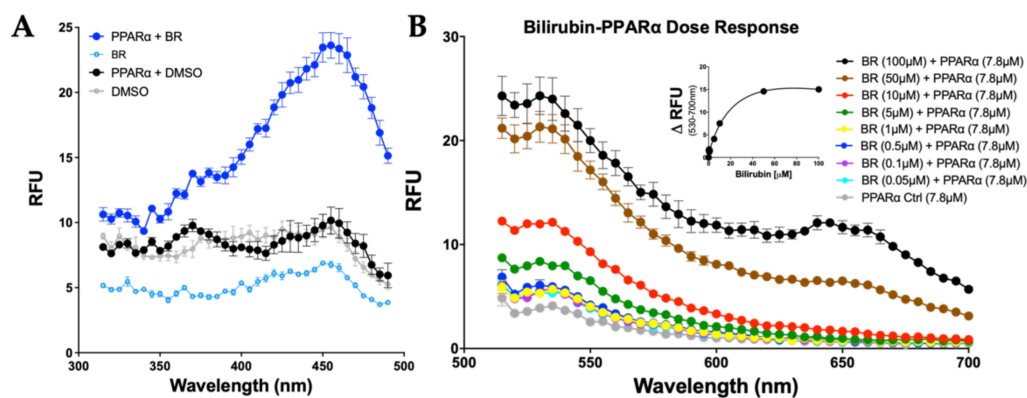 A
25
20
15
10
5
0
RFU
300
350
400
450
500
Wavelength (nm)
PPARα + BR
BR
PPARα + DMSO
DMSO
B
Bilirubin-PPARα Dose Response
30
20
10
0
RFU
500
550
600
650
700
Wavelength (nm)
20
15
10
5
0
Δ RFU
(530-700nm)
0
20
40
60
80
100
Bilirubin [μM]
BR (100μM) + PPARα (7.8μM)
BR (50μM) + PPARα (7.8μM)
BR (10μM) + PPARα (7.8μM)
BR (5μM) + PPARα (7.8μM)
BR (1μM) + PPARα (7.8μM)
BR (0.5μM) + PPARα (7.8μM)
BR (0.1μM) + PPARα (7.8μM)
BR (0.05μM) + PPARα (7.8μM)
PPARα Ctrl (7.8μM)